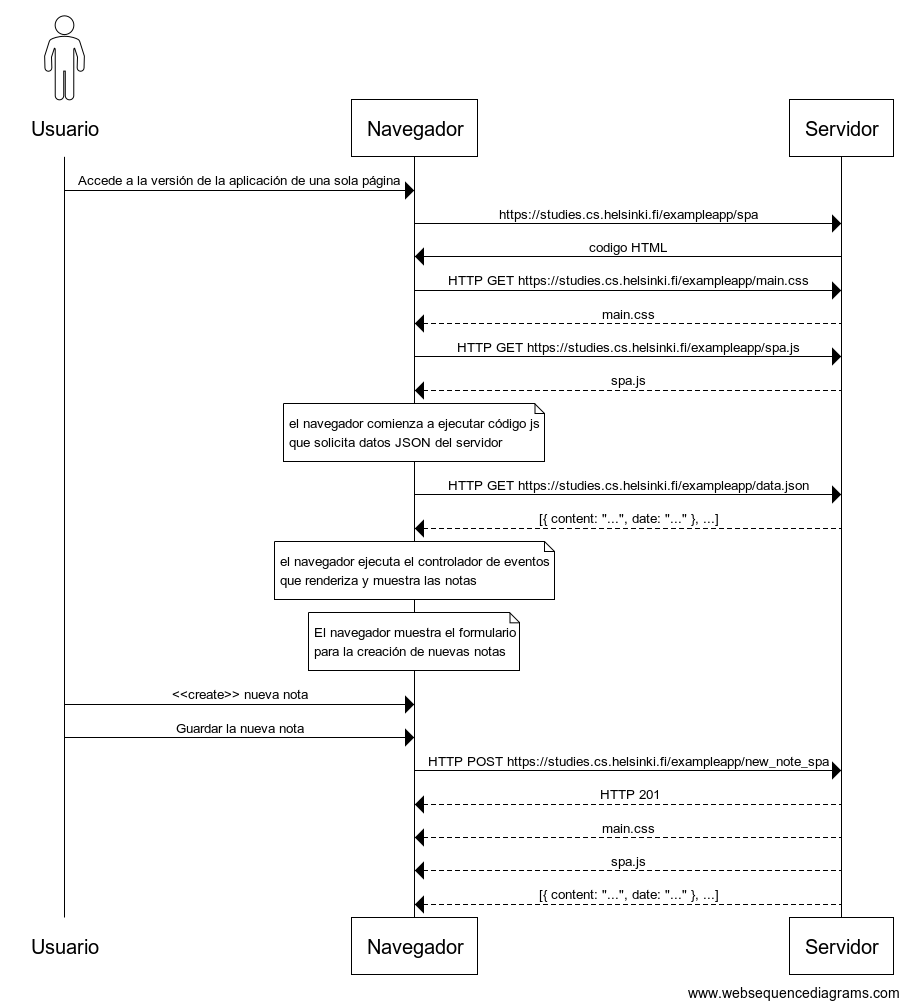 Usuario
Navegador
Servidor
Accede a la versión de la aplicación de una sola página
https://studies.cs.helsinki.fi/exampleapp/spa
codigo HTML
HTTP GET https://studies.cs.helsinki.fi/exampleapp/main.css
main.css
HTTP GET https://studies.cs.helsinki.fi/exampleapp/spa.js
spa.js
el navegador comienza a ejecutar código js
que solicita datos JSON del servidor
HTTP GET https://studies.cs.helsinki.fi/exampleapp/data.json
[{ content: "...", date: "..." }, ...]
el navegador ejecuta el controlador de eventos
que renderiza y muestra las notas
El navegador muestra el formulario
para la creación de nuevas notas
<<create>> nueva nota
Guardar la nueva nota
HTTP POST https://studies.cs.helsinki.fi/exampleapp/new_note_spa
HTTP 201
main.css
spa.js
[{ content: "...", date: "..." }, ...]
Usuario
Navegador
Servidor
www.websequencediagrams.com